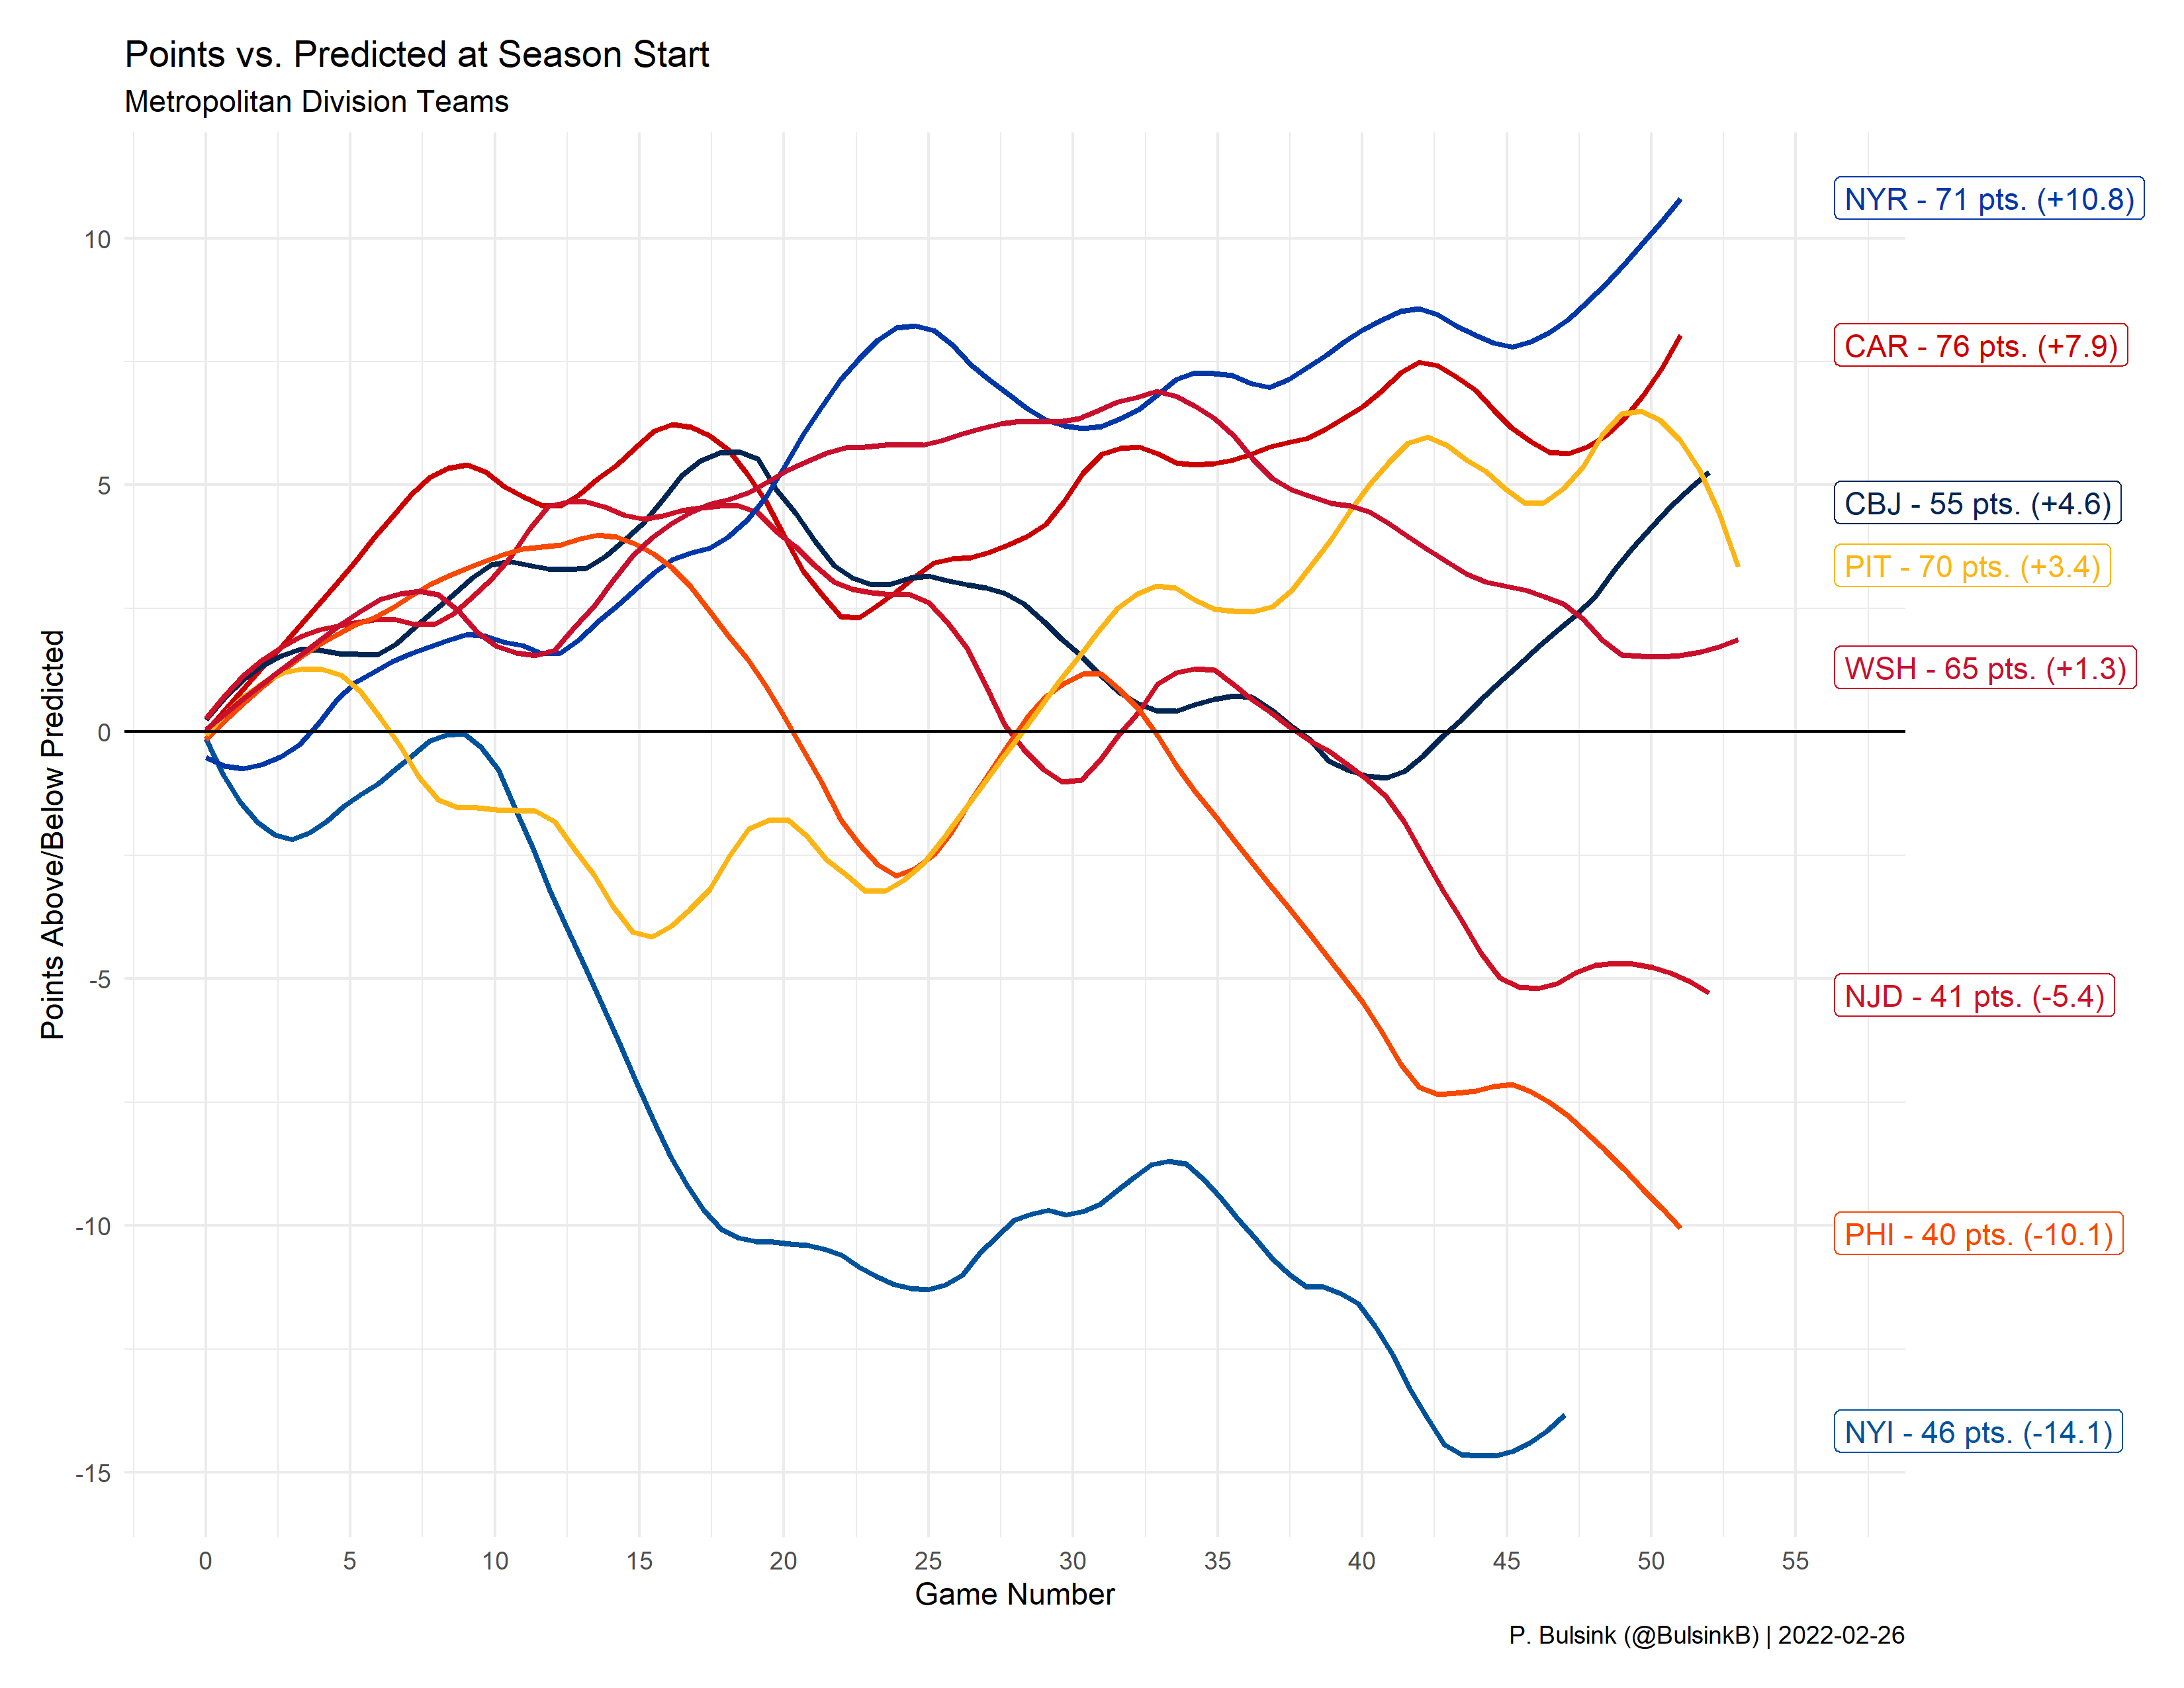 Points vs. Predicted at Season Start
Metropolitan Division Teams
Points Above/Below Predicted
10
5
0
-5
-10
-15
NYR - 71 pts. (+10.8)
CAR - 76 pts. (+7.9)
CBJ - 55 pts. (+4.6)
PIT - 70 pts. (+3.4)
WSH - 65 pts. (+1.3)
NJD - 41 pts. (-5.4)
PHI - 40 pts. (-10.1)
NYI - 46 pts. (-14.1)
0 5 10 15 20 25 30 35 40 45 50 55
Game Number
P. Bulsink (@BulsinkB) | 2022-02-26